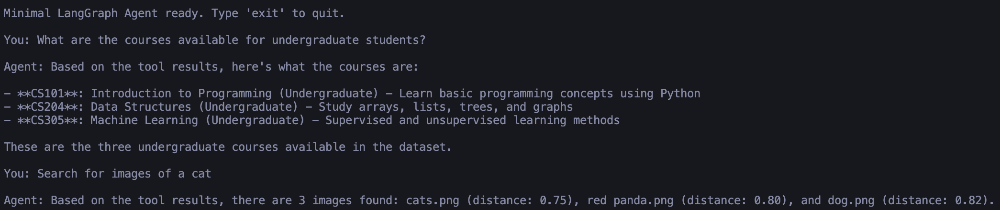 Minimal LangGraph Agent ready. Type 'exit' to quit.
You: What are the courses available for undergraduate students?
Agent: Based on the tool results, here's what the courses are:
- **CS101**: Introduction to Programming (Undergraduate) - Learn basic programming concepts using Python
- **CS204**: Data Structures (Undergraduate) - Study arrays, lists, trees, and graphs
- **CS305**: Machine Learning (Undergraduate) - Supervised and unsupervised learning methods
These are the three undergraduate courses available in the dataset.
You: Search for images of a cat
Agent: Based on the tool results, there are 3 images found: cats.png (distance: 0.75), red panda.png (distance: 0.80), and dog.png (distance: 0.82).